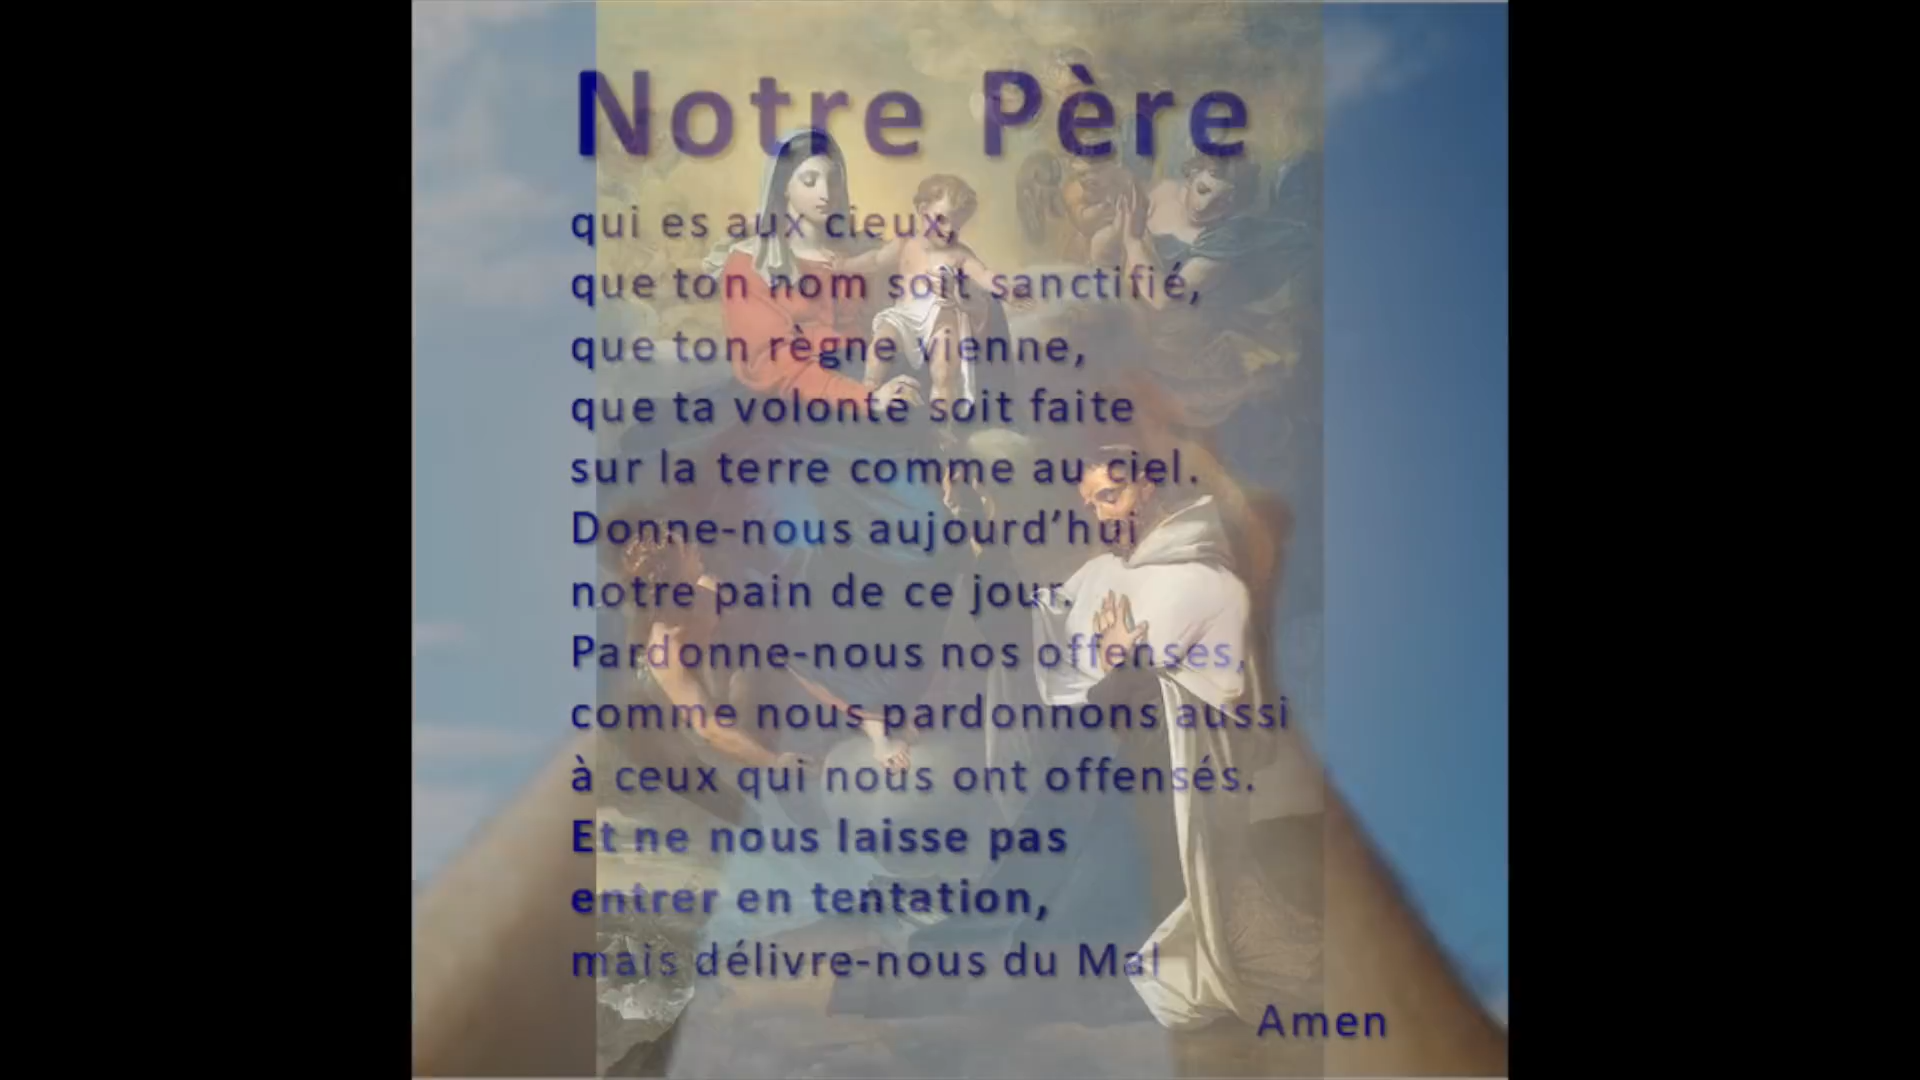 Notre Père
qui es aux cieux,
que ton nom soit sanctifié,
que ton règne vienne,
que ta volonté soit faite
sur la terre comme au ciel.
Donne-nous aujourd’hui
notre pain de ce jour.
Pardonne-nous nos offenses,
comme nous pardonnons aussi
à ceux qui nous ont offensés.
Et ne nous laisse pas
entrer en tentation,
mais délivre-nous du Mal
Amen